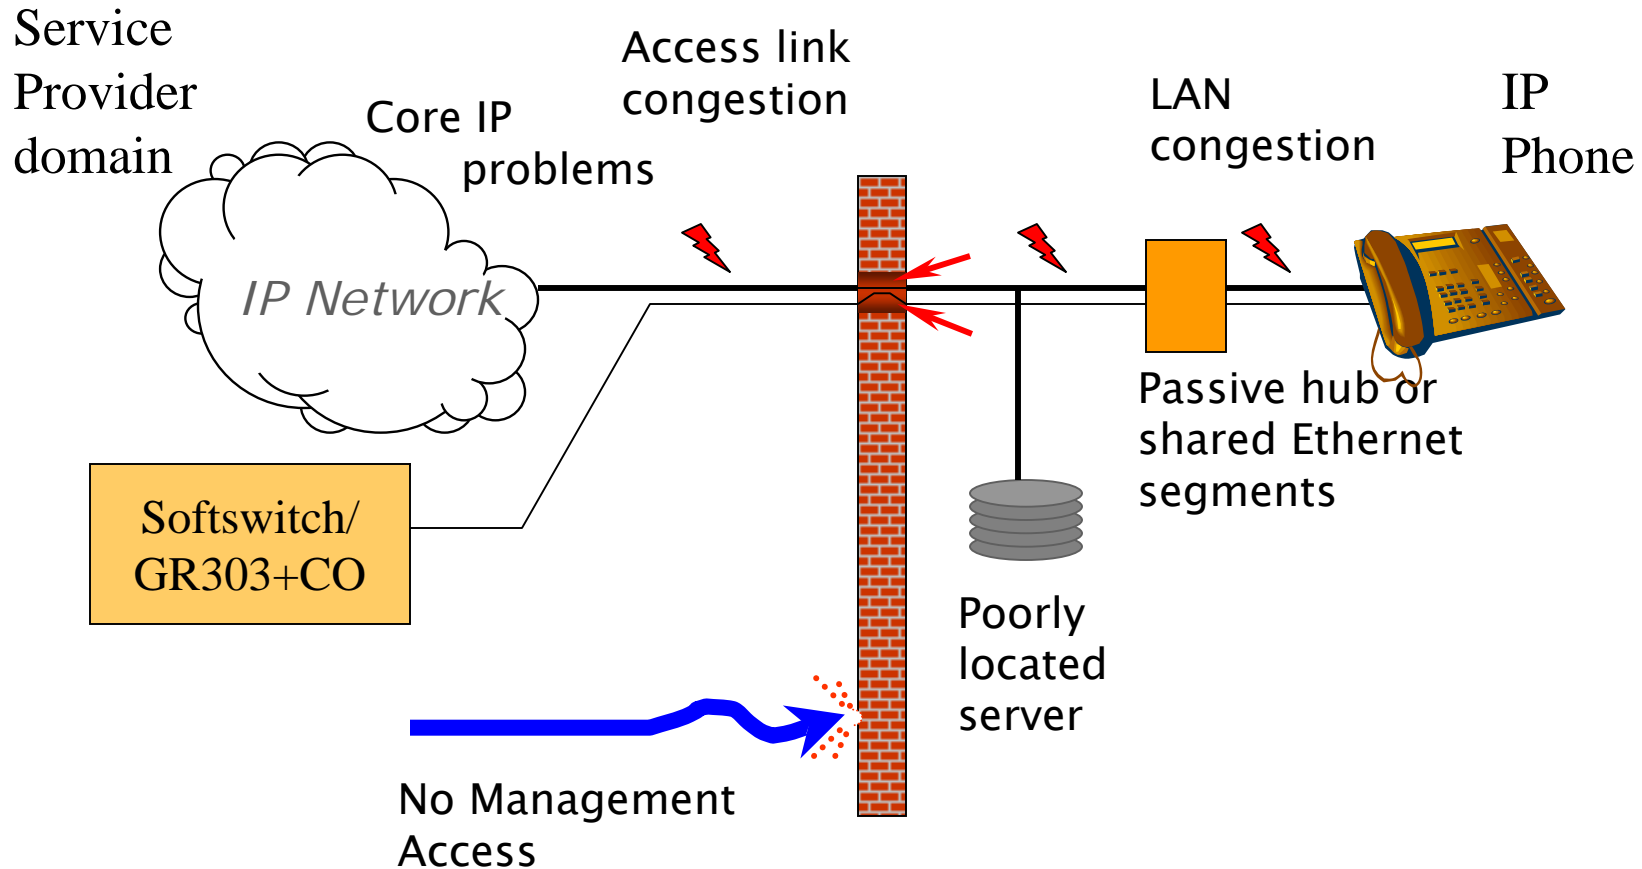 Service
Provider
domain
Core IP
problems
Access link
congestion
LAN
congestion
IP
Phone
IP Network
Passive hub or
shared Ethernet
segments
Softswitch/
GR303+CO
Poorly
located
server
No Management
Access